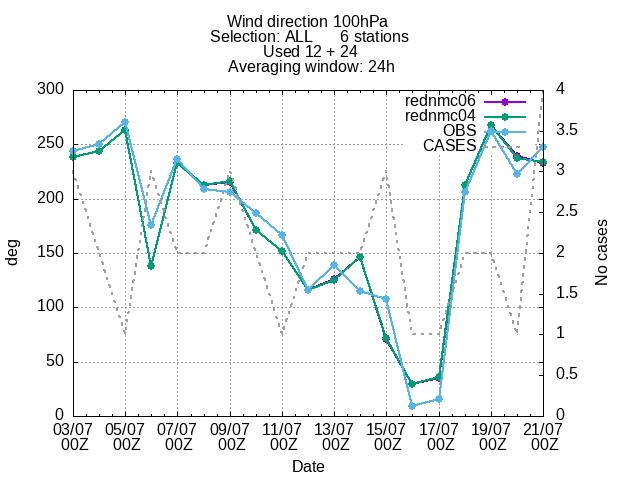 Wind direction 100hPa
Selection: ALL 6 stations
Used 12 + 24
Averaging window: 24h
rednmc06
rednmc04
OBS
CASES
300
250
200
150
100
50
0
deg
4
3.5
3
2.5
2
1.5
1
0.5
0
No cases
03/07 05/07 07/07 09/07 11/07 13/07 15/07 17/07 19/07 21/07
00Z 00Z 00Z 00Z 00Z 00Z 00Z 00Z 00Z 00Z
Date